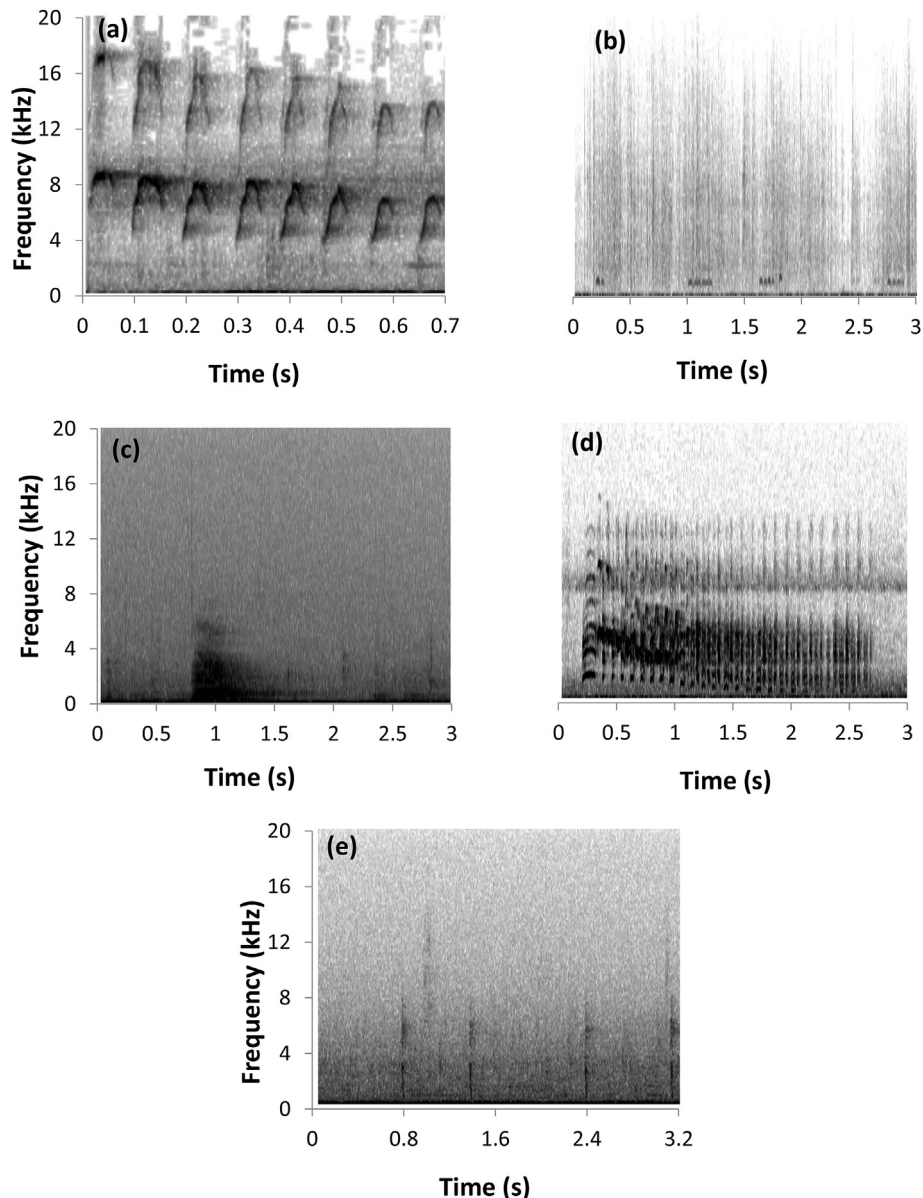 (a)
Frequency (kHz)
20
16
12
8
4
0
0 0.1 0.2 0.3 0.4 0.5 0.6 0.7
Time (s)
(b)
0 0.5 1 1.5 2 2.5 3
Time (s)
(c)
Frequency (kHz)
20
16
12
8
4
0
0 0.5 1 1.5 2 2.5 3
Time (s)
(d)
0 0.5 1 1.5 2 2.5 3
Time (s)
(e)
Frequency (kHz)
20
16
12
8
4
0
0 0.8 1.6 2.4 3.2
Time (s)